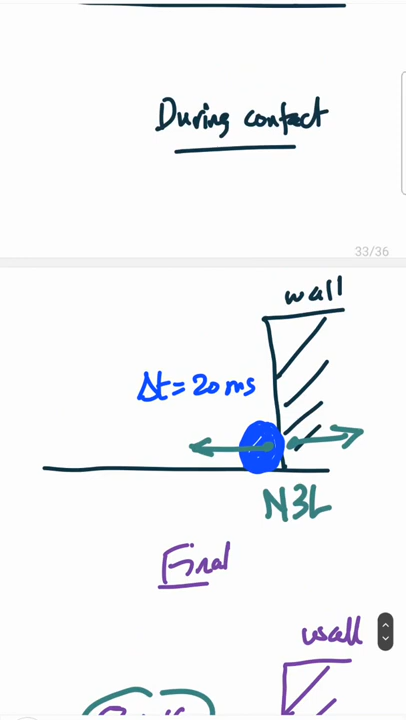 During contact
33/36
wall
Δt = 20 ms
N3L
Final
wall